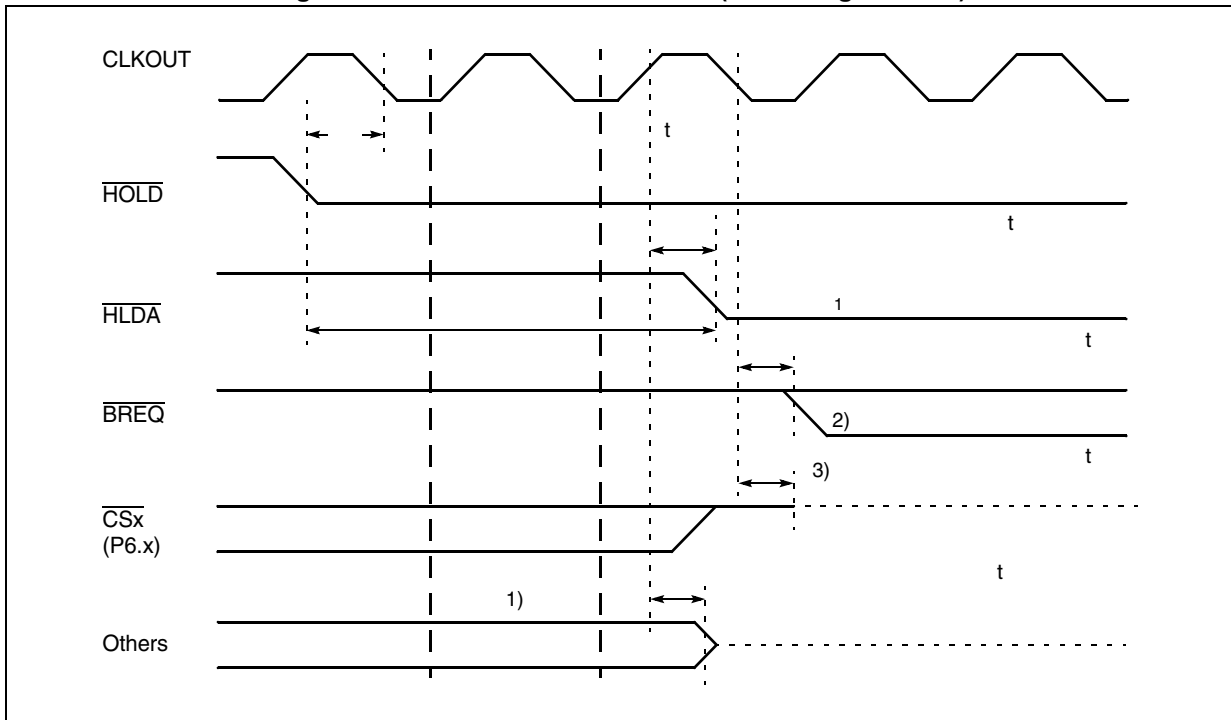 CLKOUT
t
HOLD
t
HLDA
1
t
BREQ
2)
t
3)
CSx
(P6.x)
t
1)
Others